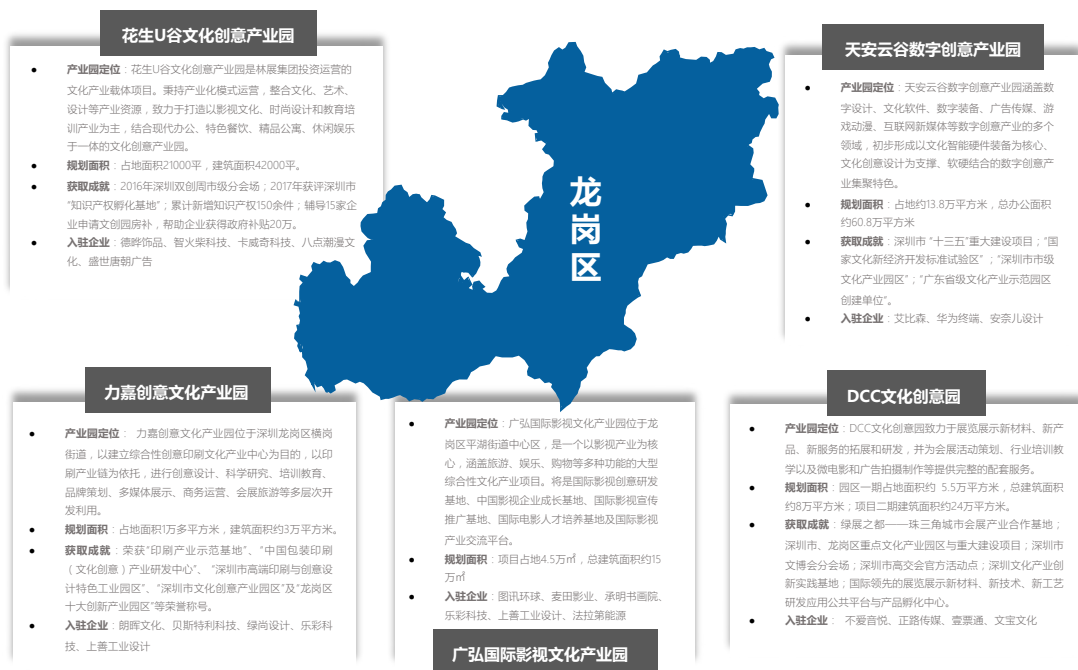 花生U谷文化创意产业园
• 产业园定位：花生U谷文化创意产业园是林展集团投资运营的
文化产业载体项目。秉持产业化模式运营，整合文化、艺术、
设计等产业资源，致力于打造以影视文化、时尚设计和教育培
训产业为主，结合现代办公、特色餐饮、精品公寓、休闲娱乐
于一体的文化创意产业园。
• 规划面积：占地面积21000平，建筑面积42000平。
• 获取成就：2016年深圳双创周市级分会场；2017年获评深圳市
“知识产权孵化基地”；累计新增知识产权150余件；辅导15家企
业申请文创园房补，帮助企业获得政府补贴20万。
• 入驻企业：德晔饰品、智火柴科技、卡威奇科技、八点潮漫文
化、盛世唐朝广告
龙
岗
区
天安云谷数字创意产业园
• 产业园定位：天安云谷数字创意产业园涵盖数
字设计、文化软件、数字装备、广告传媒、游
戏动漫、互联网新媒体等数字创意产业的多个
领域，初步形成以文化智能硬件装备为核心、
文化创意设计为支撑、软硬结合的数字创意产
业集聚特色。
• 规划面积：占地约13.8万平方米，总办公面积
约60.8万平方米
• 获取成就：深圳市 “十三五”重大建设项目；“国
家文化新经济开发标准试验区” ；“深圳市市级
文化产业园区”；“广东省级文化产业示范园区
创建单位”。
• 入驻企业：艾比森、华为终端、安奈儿设计
力嘉创意文化产业园
• 产业园定位： 力嘉创意文化产业园位于深圳龙岗区横岗
街道，以建立综合性创意印刷文化产业中心为目的，以印
刷产业链为依托，进行创意设计、科学研究、培训教育、
品牌策划、多媒体展示、商务运营、会展旅游等多层次开
发利用。
• 规划面积：占地面积1万多平方米，建筑面积约3万平方米。
• 获取成就：荣获“印刷产业示范基地”、“中国包装印刷
（文化创意）产业研发中心”、 “深圳市高端印刷与创意设
计特色工业园区”、“深圳市文化创意产业园区”及“龙岗区
十大创新产业园区”等荣誉称号。
• 入驻企业：朗晖文化、贝斯特利科技、绿尚设计、乐彩科
技、上善工业设计
• 产业园定位：广弘国际影视文化产业园位于龙
岗区平湖街道中心区，是一个以影视产业为核
心，涵盖旅游、娱乐、购物等多种功能的大型
综合性文化产业项目。将是国际影视创意研发
基地、中国影视企业成长基地、国际影视宣传
推广基地、国际电影人才培养基地及国际影视
产业交流平台。
• 规划面积：项目占地4.5万㎡，总建筑面积约15
万㎡
• 入驻企业：图讯环球、麦田影业、承明书画院、
乐彩科技、上善工业设计、法拉第能源
广弘国际影视文化产业园
DCC文化创意园
• 产业园定位：DCC文化创意园致力于展览展示新材料、新产
品、新服务的拓展和研发，并为会展活动策划、行业培训教
学以及微电影和广告拍摄制作等提供完整的配套服务。
• 规划面积：园区一期占地面积约 5.5万平方米，总建筑面积
约8万平方米；项目二期建筑面积约24万平方米。
• 获取成就：绿展之都——珠三角城市会展产业合作基地；
深圳市、龙岗区重点文化产业园区与重大建设项目；深圳市
文博会分会场；深圳市高交会官方活动点；深圳文化产业创
新实践基地；国际领先的展览展示新材料、新技术、新工艺
研发应用公共平台与产品孵化中心。
• 入驻企业： 不爱音悦、正路传媒、壹票通、文宝文化